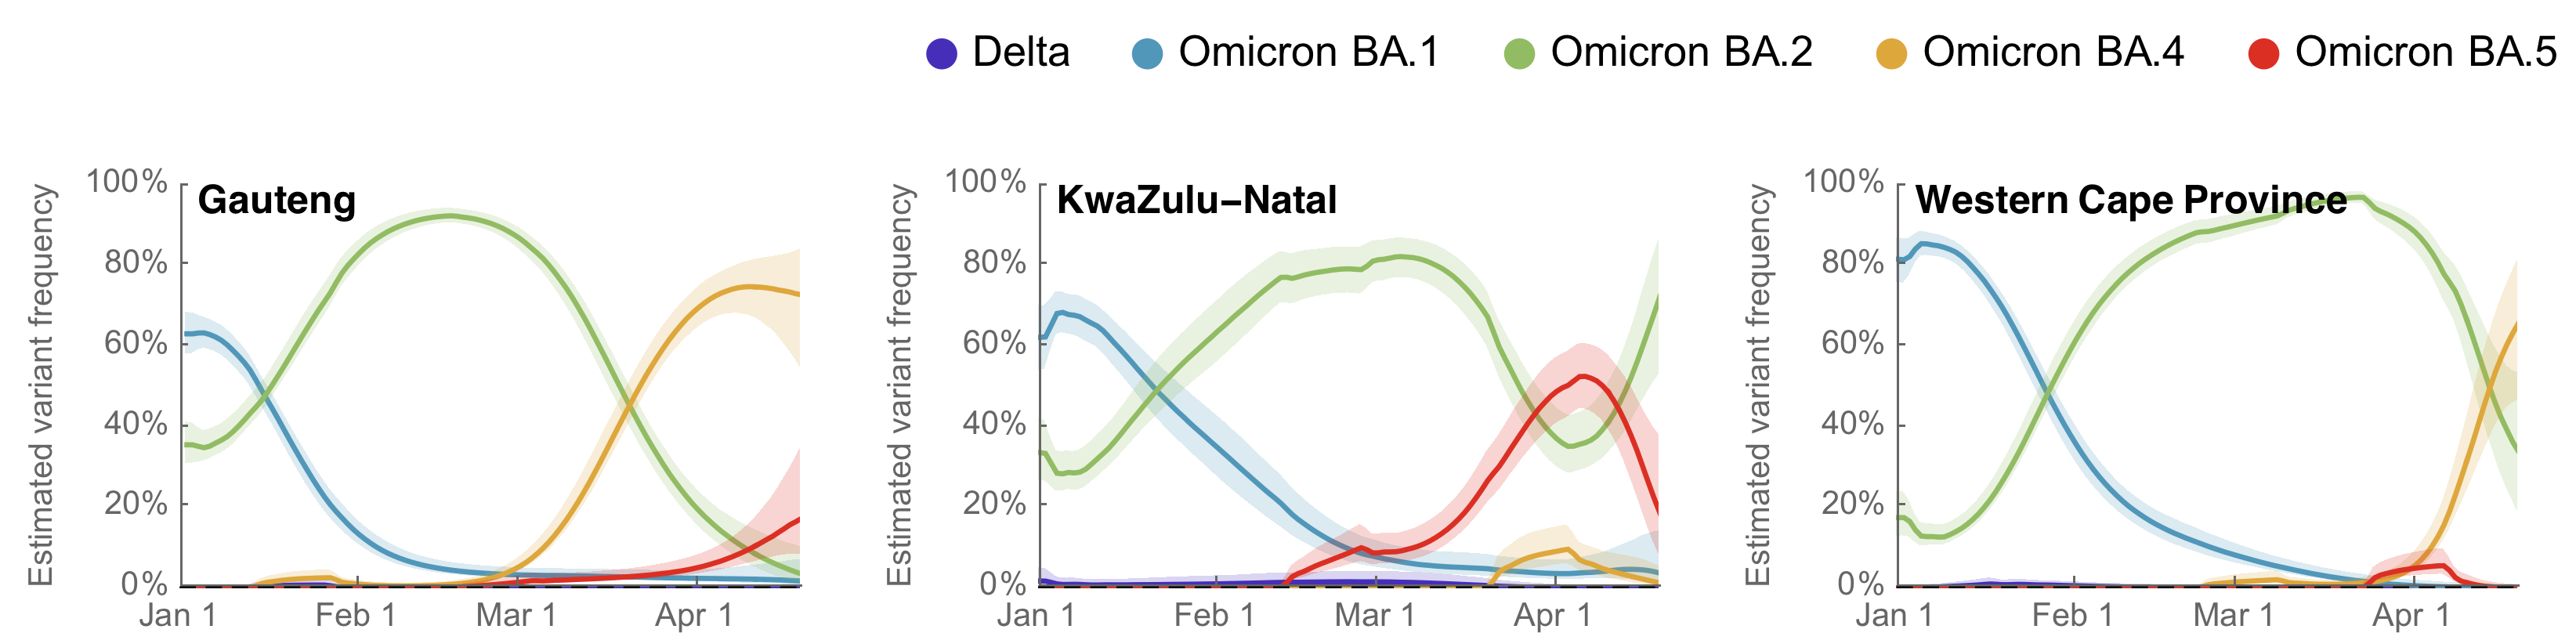 Delta Omicron BA.1 Omicron BA.2 Omicron BA.4 Omicron BA.5
Estimated variant frequency
100%
80%
60%
40%
20%
0%
Gauteng
Jan 1 Feb 1 Mar 1 Apr 1
Estimated variant frequency
100%
80%
60%
40%
20%
0%
KwaZulu–Natal
Jan 1 Feb 1 Mar 1 Apr 1
Estimated variant frequency
100%
80%
60%
40%
20%
0%
Western Cape Province
Jan 1 Feb 1 Mar 1 Apr 1